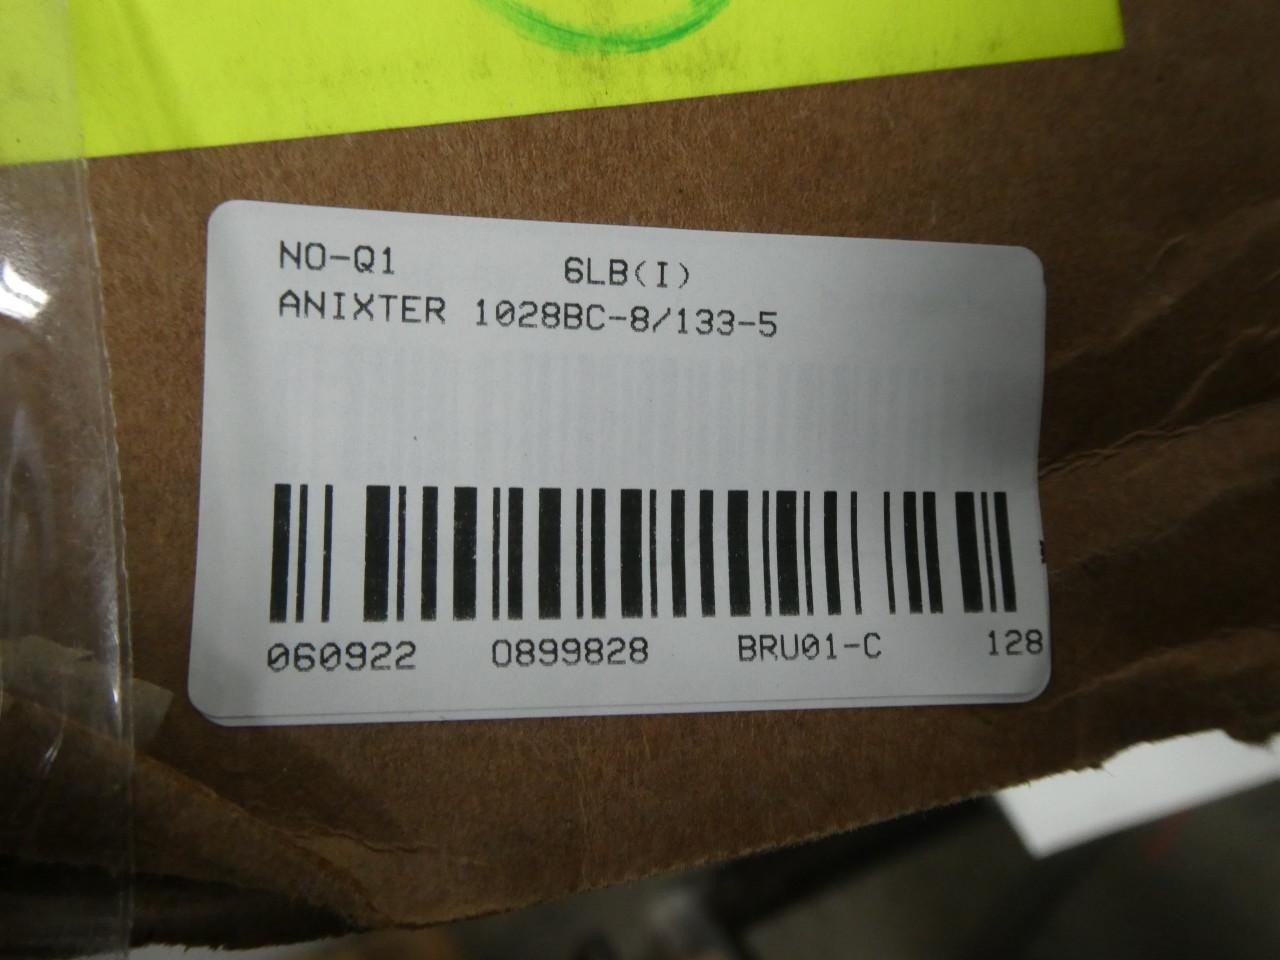 NO-Q1 6LB(I)
ANIXTER 1028BC-8/133-5
060922 0899828 BRU01-C 128